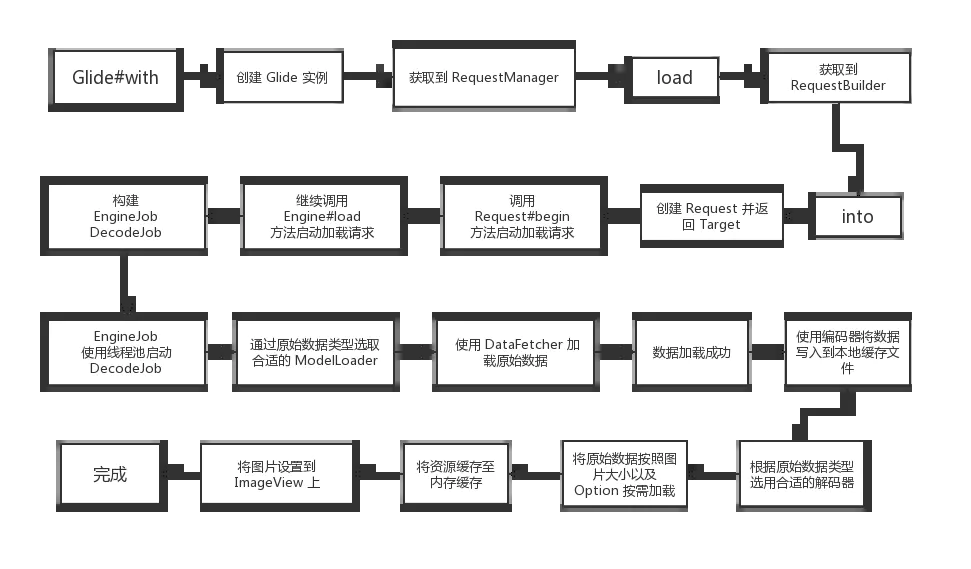 Glide#with
创建 Glide 实例
获取到 RequestManager
load
获取到
RequestBuilder
into
创建 Request 并返
回 Target
调用
Request#begin
方法启动加载请求
继续调用
Engine#load
方法启动加载请求
构建
EngineJob
DecodeJob
EngineJob
使用线程池启动
DecodeJob
通过原始数据类型选取
合适的 ModelLoader
使用 DataFetcher 加
载原始数据
数据加载成功
使用编码器将数据
写入到本地缓存文
件
根据原始数据类型
选用合适的解码器
将原始数据按照图
片大小以及
Option 按需加载
将资源缓存至
内存缓存
将图片设置到
ImageView 上
完成